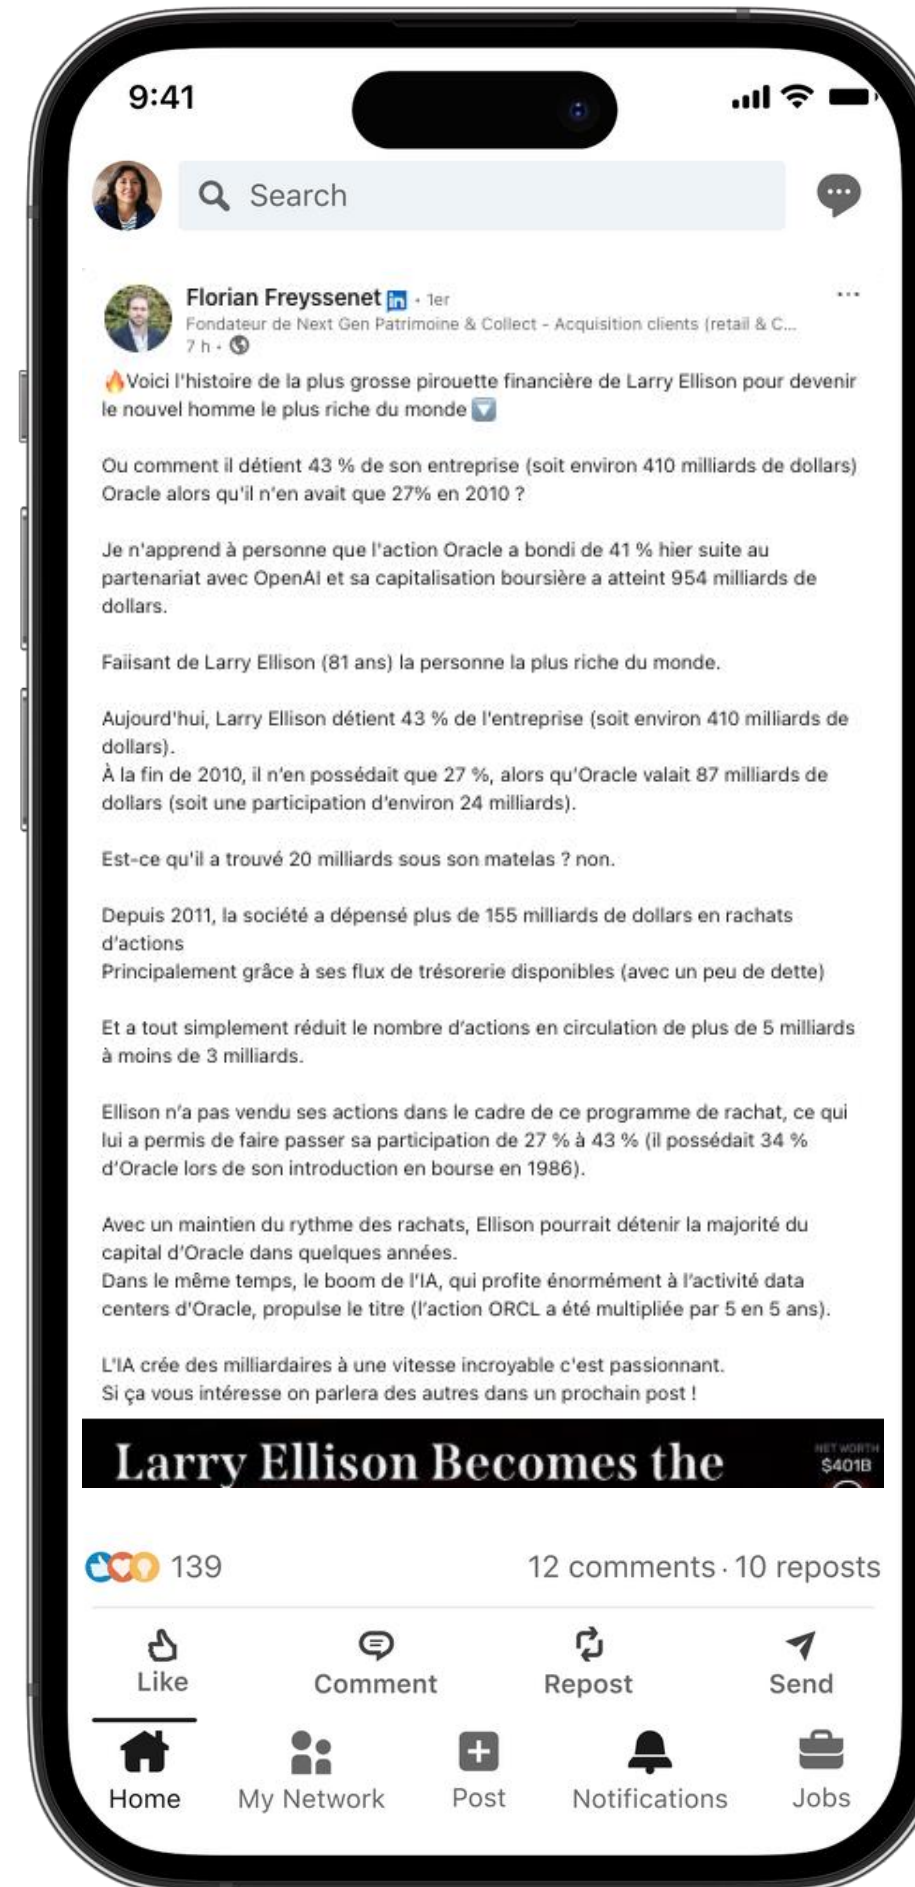 9:41
Search
Florian Freyssenet in • 1er
Fondateur de Next Gen Patrimoine & Collect - Acquisition clients (retail & C...
7 h •
🔥Voici l'histoire de la plus grosse pirouette financière de Larry Ellison pour devenir
le nouvel homme le plus riche du monde 🔽
Ou comment il détient 43 % de son entreprise (soit environ 410 milliards de dollars)
Oracle alors qu'il n'en avait que 27% en 2010 ?
Je n'apprend à personne que l'action Oracle a bondi de 41 % hier suite au
partenariat avec OpenAI et sa capitalisation boursière a atteint 954 milliards de
dollars.
Faiisant de Larry Ellison (81 ans) la personne la plus riche du monde.
Aujourd'hui, Larry Ellison détient 43 % de l'entreprise (soit environ 410 milliards de
dollars).
À la fin de 2010, il n'en possédait que 27 %, alors qu'Oracle valait 87 milliards de
dollars (soit une participation d'environ 24 milliards).
Est-ce qu'il a trouvé 20 milliards sous son matelas ? non.
Depuis 2011, la société a dépensé plus de 155 milliards de dollars en rachats
d'actions
Principalement grâce à ses flux de trésorerie disponibles (avec un peu de dette)
Et a tout simplement réduit le nombre d'actions en circulation de plus de 5 milliards
à moins de 3 milliards.
Ellison n'a pas vendu ses actions dans le cadre de ce programme de rachat, ce qui
lui a permis de faire passer sa participation de 27 % à 43 % (il possédait 34 %
d'Oracle lors de son introduction en bourse en 1986).
Avec un maintien du rythme des rachats, Ellison pourrait détenir la majorité du
capital d'Oracle dans quelques années.
Dans le même temps, le boom de l'IA, qui profite énormément à l'activité data
centers d'Oracle, propulse le titre (l'action ORCL a été multipliée par 5 en 5 ans).
L'IA crée des milliardaires à une vitesse incroyable c'est passionnant.
Si ça vous intéresse on parlera des autres dans un prochain post !
Larry Ellison Becomes the
NET WORTH
$401B
139
12 comments · 10 reposts
Like
Comment
Repost
Send
Home
My Network
Post
Notifications
Jobs